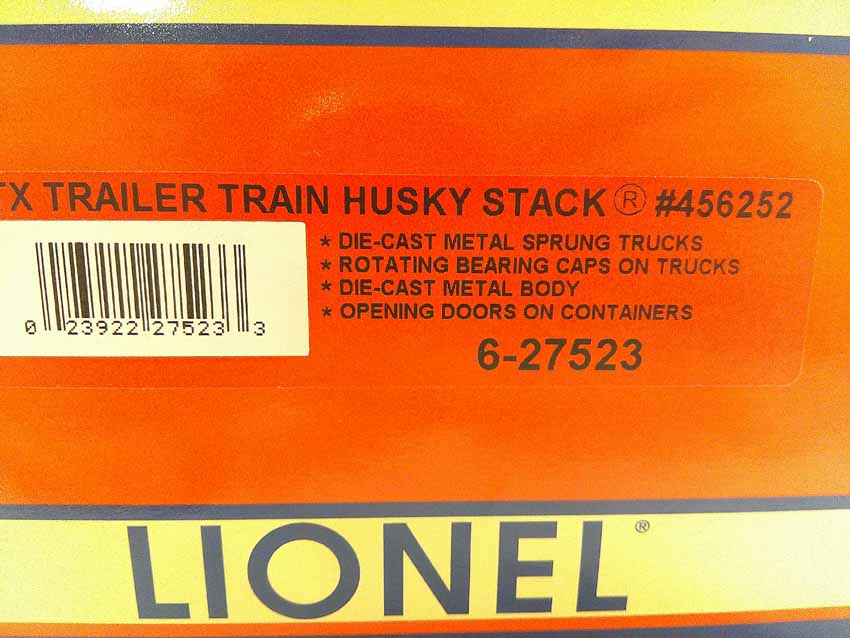 TX TRAILER TRAIN HUSKY STACK ® #456252
* DIE-CAST METAL SPRUNG TRUCKS
* ROTATING BEARING CAPS ON TRUCKS
* DIE-CAST METAL BODY
* OPENING DOORS ON CONTAINERS
0 23922 27523 3
6-27523
LIONEL®